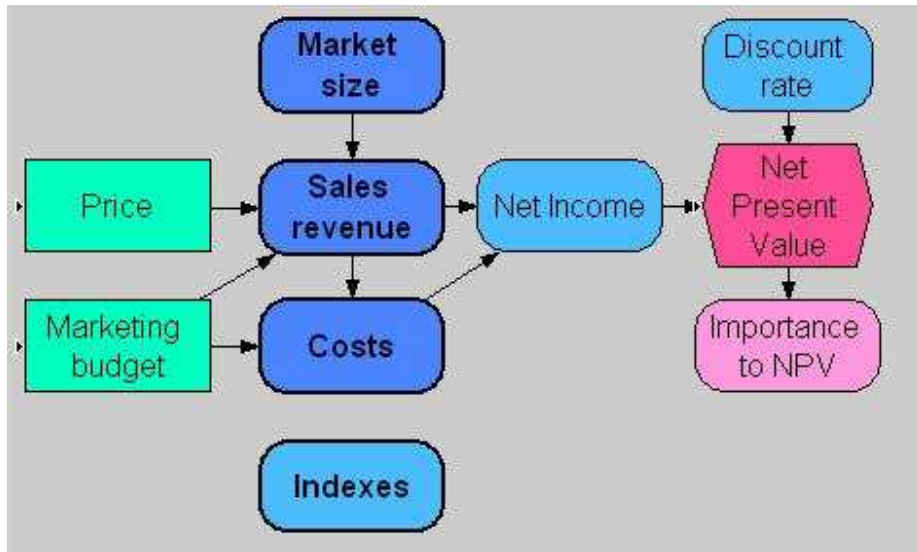 Market
size
Discount
rate
Price
Sales
revenue
Net Income
Net
Present
Value
Marketing
budget
Costs
Importance
to NPV
Indexes